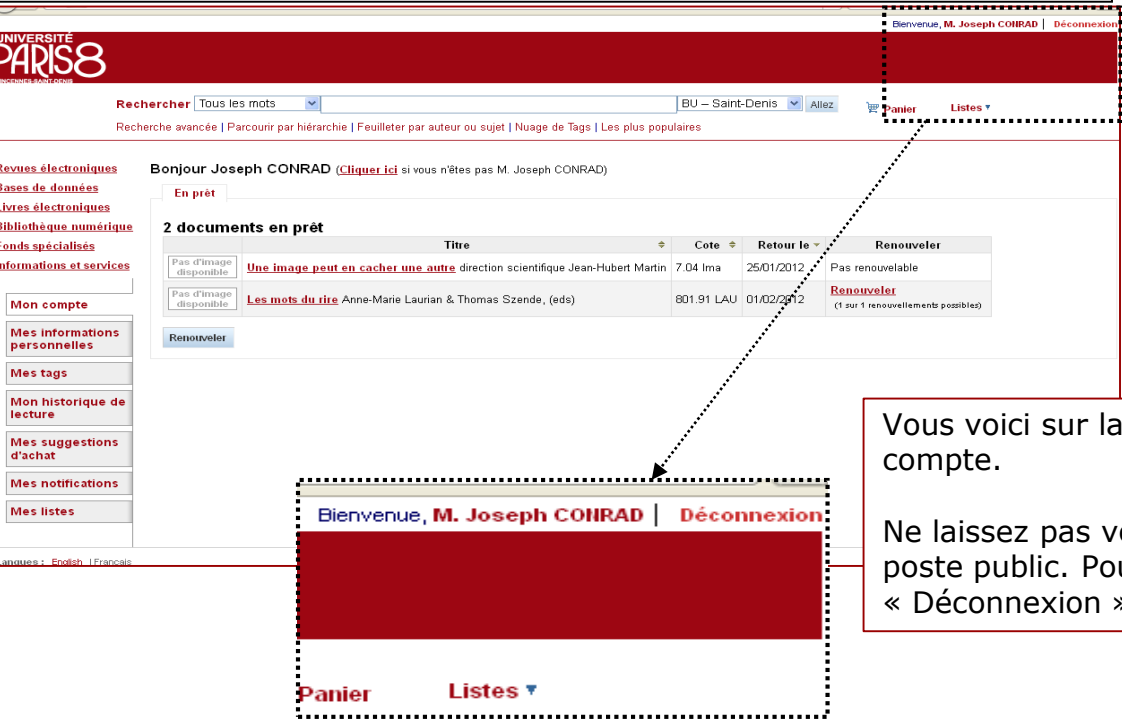 Bienvenue, M. Joseph CONRAD | Déconnexion
UNIVERSITÉ
PARIS8
VINCENNES-SAINT-DENIS
Rechercher Tous les mots BU – Saint-Denis Allez Panier Listes
Recherche avancée | Parcourir par hiérarchie | Feuilleter par auteur ou sujet | Nuage de Tags | Les plus populaires
Revues électroniques
Bases de données
Livres électroniques
Bibliothèque numérique
Fonds spécialisés
Informations et services
Mon compte
Mes informations
personnelles
Mes tags
Mon historique de
lecture
Mes suggestions
d'achat
Mes notifications
Mes listes
Langues : English | Français
Bonjour Joseph CONRAD (Cliquer ici si vous n'êtes pas M. Joseph CONRAD)
En prêt
2 documents en prêt
Titre Cote Retour le Renouveler
Pas d'image
disponible
Une image peut en cacher une autre direction scientifique Jean-Hubert Martin 7.04 Ima 25/01/2012 Pas renouvelable
Pas d'image
disponible
Les mots du rire Anne-Marie Laurian & Thomas Szende, (eds) 801.91 LAU 01/02/2012 Renouveler
(1 sur 1 renouvellements possibles)
Renouveler
Bienvenue, M. Joseph CONRAD | Déconnexion
Panier Listes
Vous voici sur la
compte.
Ne laissez pas
poste public.
« Déconnexion »